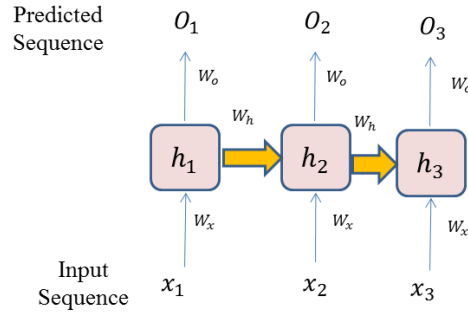 Predicted Sequence
O₁ O₂ O₃
Wₒ Wₒ Wₒ
Wₕ Wₕ
h₁ h₂ h₃
Wₓ Wₓ Wₓ
Input Sequence
x₁ x₂ x₃